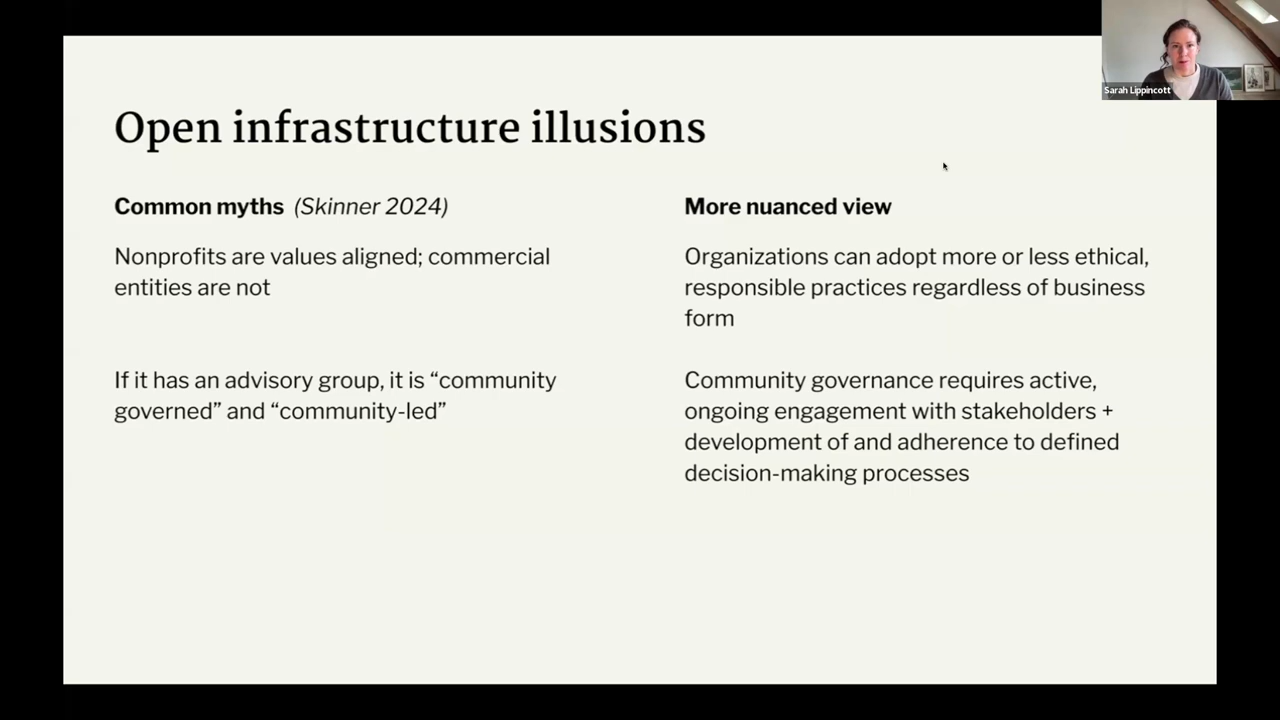 Sarah Lippincott
Open infrastructure illusions
Common myths (Skinner 2024)
Nonprofits are values aligned; commercial
entities are not
If it has an advisory group, it is “community
governed” and “community-led”
More nuanced view
Organizations can adopt more or less ethical,
responsible practices regardless of business
form
Community governance requires active,
ongoing engagement with stakeholders +
development of and adherence to defined
decision-making processes